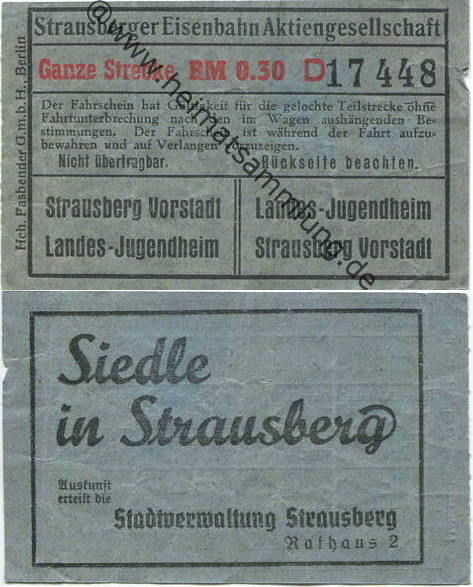 Strausberger Eisenbahn Aktiengesellschaft
Ganze Strecke RM 0.30 D 17448
Der Fahrschein hat Gültigkeit für die gelochte Teilstrecke ohne
Fahrtunterbrechung nach den im Wagen aushängenden Be-
stimmungen. Der Fahrschein ist während der Fahrt aufzu-
bewahren und auf Verlangen vorzuzeigen.
Nicht übertragbar. Rückseite beachten.
Strausberg Vorstadt
Landes-Jugendheim
Landes-Jugendheim
Strausberg Vorstadt
Hch. Fasbender G.m.b.H., Berlin
@www.heimatsammlung.de
Siedle
in Strausberg
Auskunft
erteilt die
Stadtverwaltung Strausberg
Rathaus 2